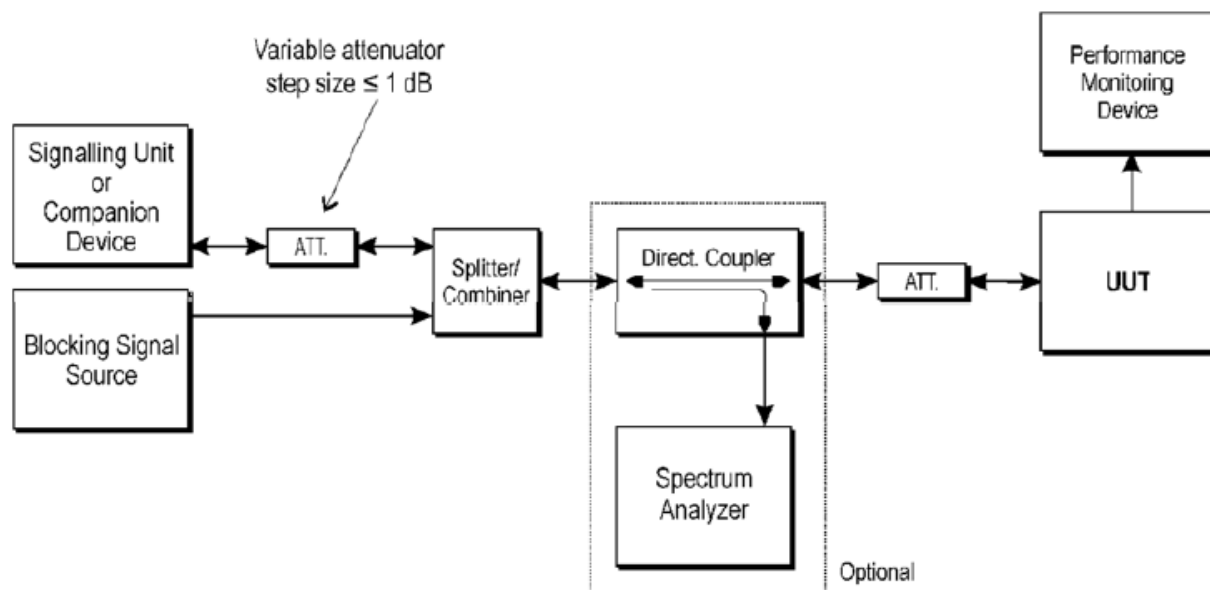 Variable attenuator
step size ≤ 1 dB
Performance
Monitoring
Device
Signalling Unit
or
Companion
Device
ATT.
Splitter/
Combiner
Direct. Coupler
ATT.
UUT
Blocking Signal
Source
Spectrum
Analyzer
Optional